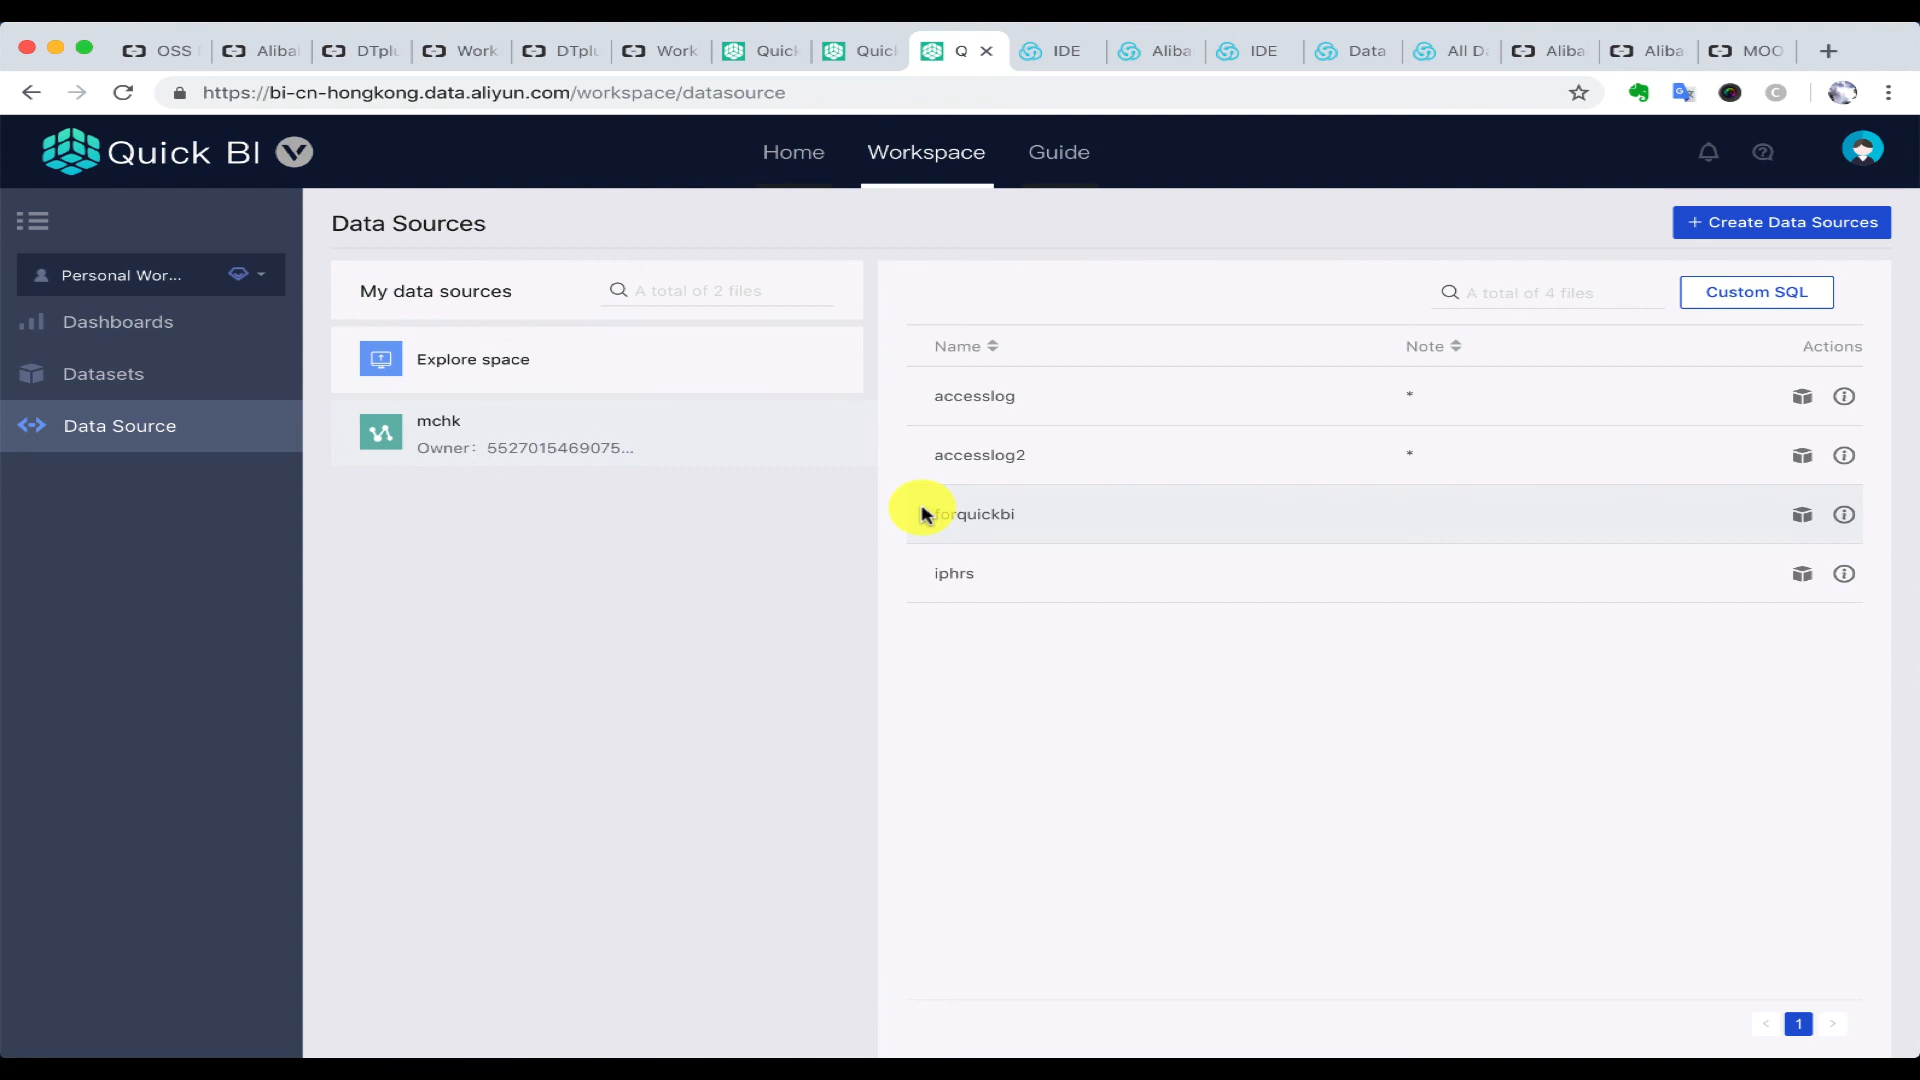 OSS Alibal DTplu Work DTplu Work Quick Quick Q IDE Aliba IDE Data All Da Aliba Aliba MOO
https://bi-cn-hongkong.data.aliyun.com/workspace/datasource
Quick BI V Home Workspace Guide
Data Sources + Create Data Sources
Personal Wor...
Dashboards
Datasets
Data Source
My data sources A total of 2 files
Explore space
mchk
Owner: 5527015469075...
A total of 4 files Custom SQL
Name Note Actions
accesslog *
accesslog2 *
forquickbi
iphrs
< 1 >